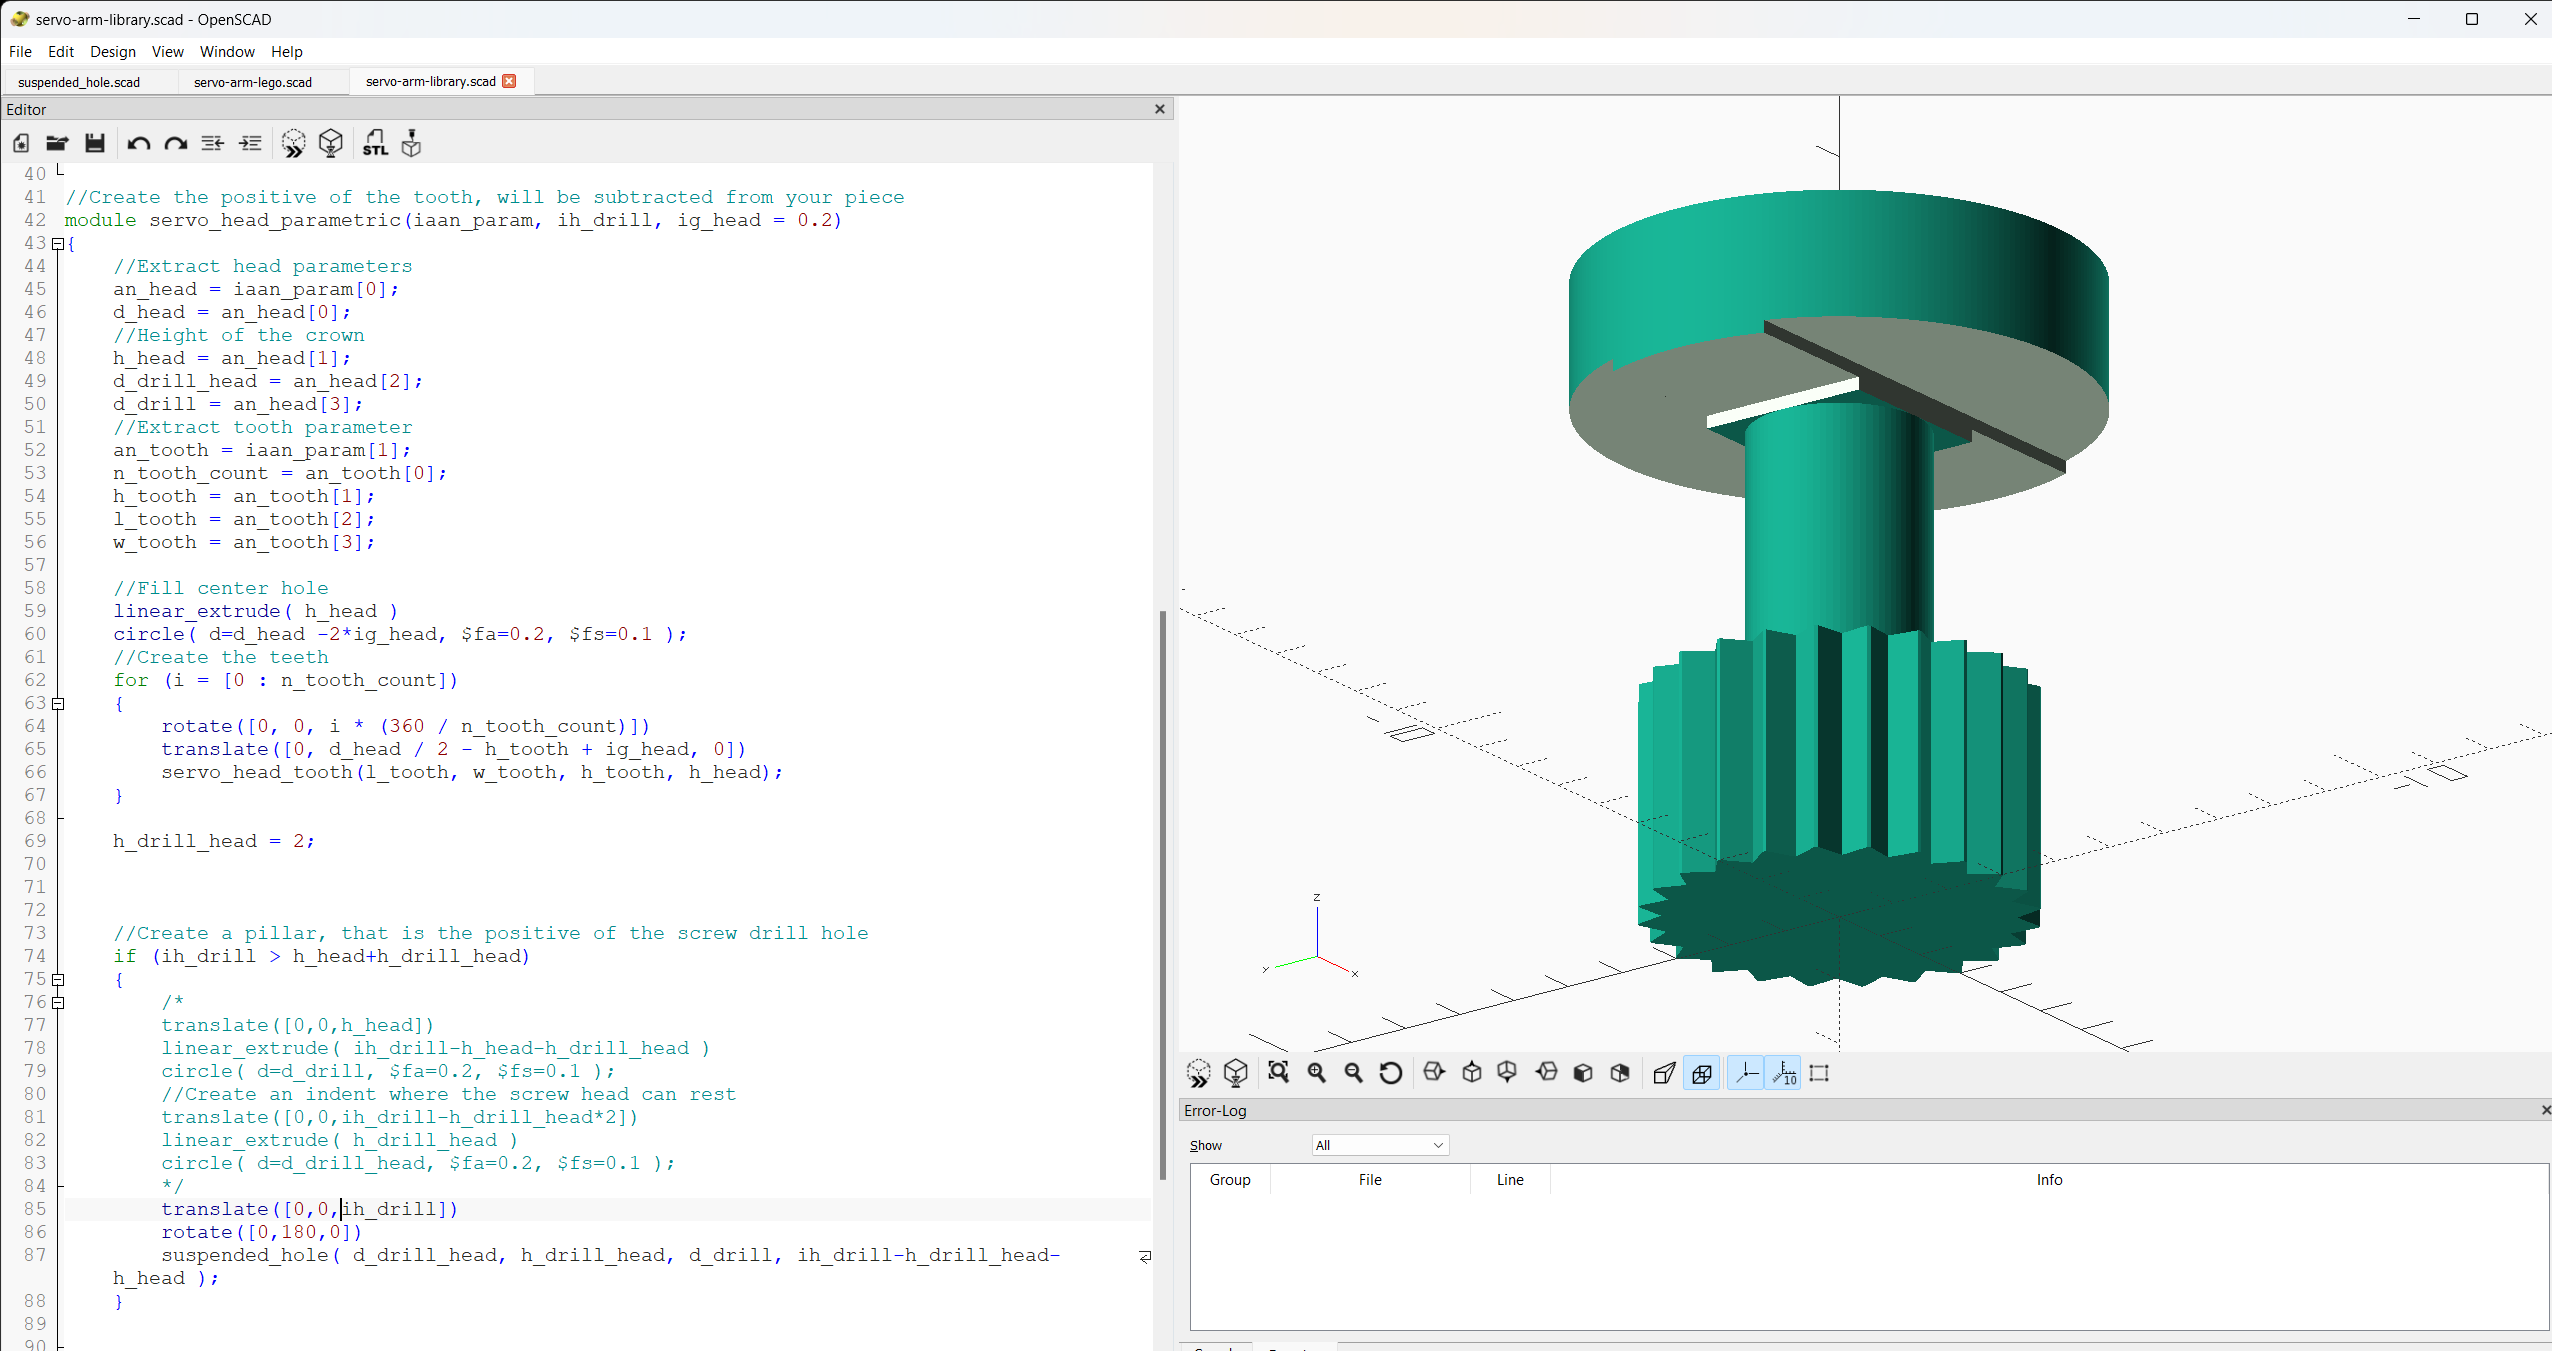 servo-arm-library.scad - OpenSCAD
File Edit Design View Window Help
suspended_hole.scad servo-arm-lego.scad servo-arm-library.scad
Editor
STL
40
41 //Create the positive of the tooth, will be subtracted from your piece
42 module servo_head_parametric(iaan_param, ih_drill, ig_head = 0.2)
43 {
44 //Extract head parameters
45 an_head = iaan_param[0];
46 d_head = an_head[0];
47 //Height of the crown
48 h_head = an_head[1];
49 d_drill_head = an_head[2];
50 d_drill = an_head[3];
51 //Extract tooth parameter
52 an_tooth = iaan_param[1];
53 n_tooth_count = an_tooth[0];
54 h_tooth = an_tooth[1];
55 l_tooth = an_tooth[2];
56 w_tooth = an_tooth[3];
57
58 //Fill center hole
59 linear_extrude( h_head )
60 circle( d=d_head -2*ig_head, $fa=0.2, $fs=0.1 );
61 //Create the teeth
62 for (i = [0 : n_tooth_count])
63 {
64 rotate([0, 0, i * (360 / n_tooth_count)])
65 translate([0, d_head / 2 - h_tooth + ig_head, 0])
66 servo_head_tooth(l_tooth, w_tooth, h_tooth, h_head);
67 }
68
69 h_drill_head = 2;
70
71
72
73 //Create a pillar, that is the positive of the screw drill hole
74 if (ih_drill > h_head+h_drill_head)
75 {
76 /*
77 translate([0,0,h_head])
78 linear_extrude( ih_drill-h_head-h_drill_head )
79 circle( d=d_drill, $fa=0.2, $fs=0.1 );
80 //Create an indent where the screw head can rest
81 translate([0,0,ih_drill-h_drill_head*2])
82 linear_extrude( h_drill_head )
83 circle( d=d_drill_head, $fa=0.2, $fs=0.1 );
84 */
85 translate([0,0,ih_drill])
86 rotate([0,180,0])
87 suspended_hole( d_drill_head, h_drill_head, d_drill, ih_drill-h_drill_head-
h_head );
88 }
89
90
z
y x
10
Error-Log
Show All
Group File Line Info